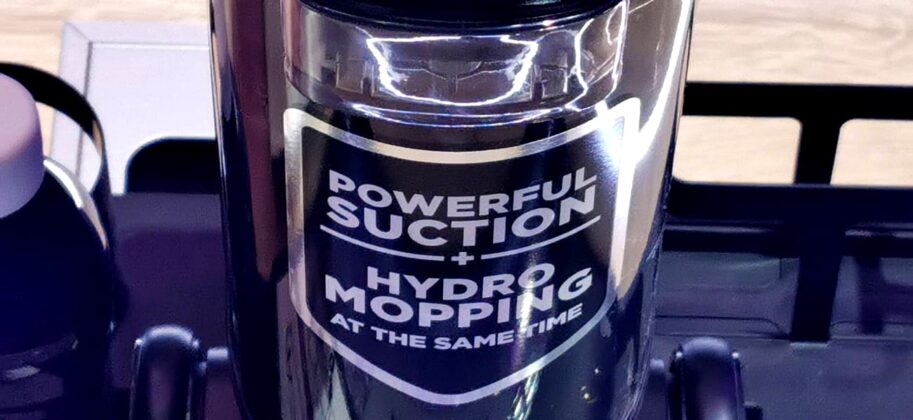 POWERFUL
SUCTION
+
HYDRO
MOPPING
AT THE SAME TIME